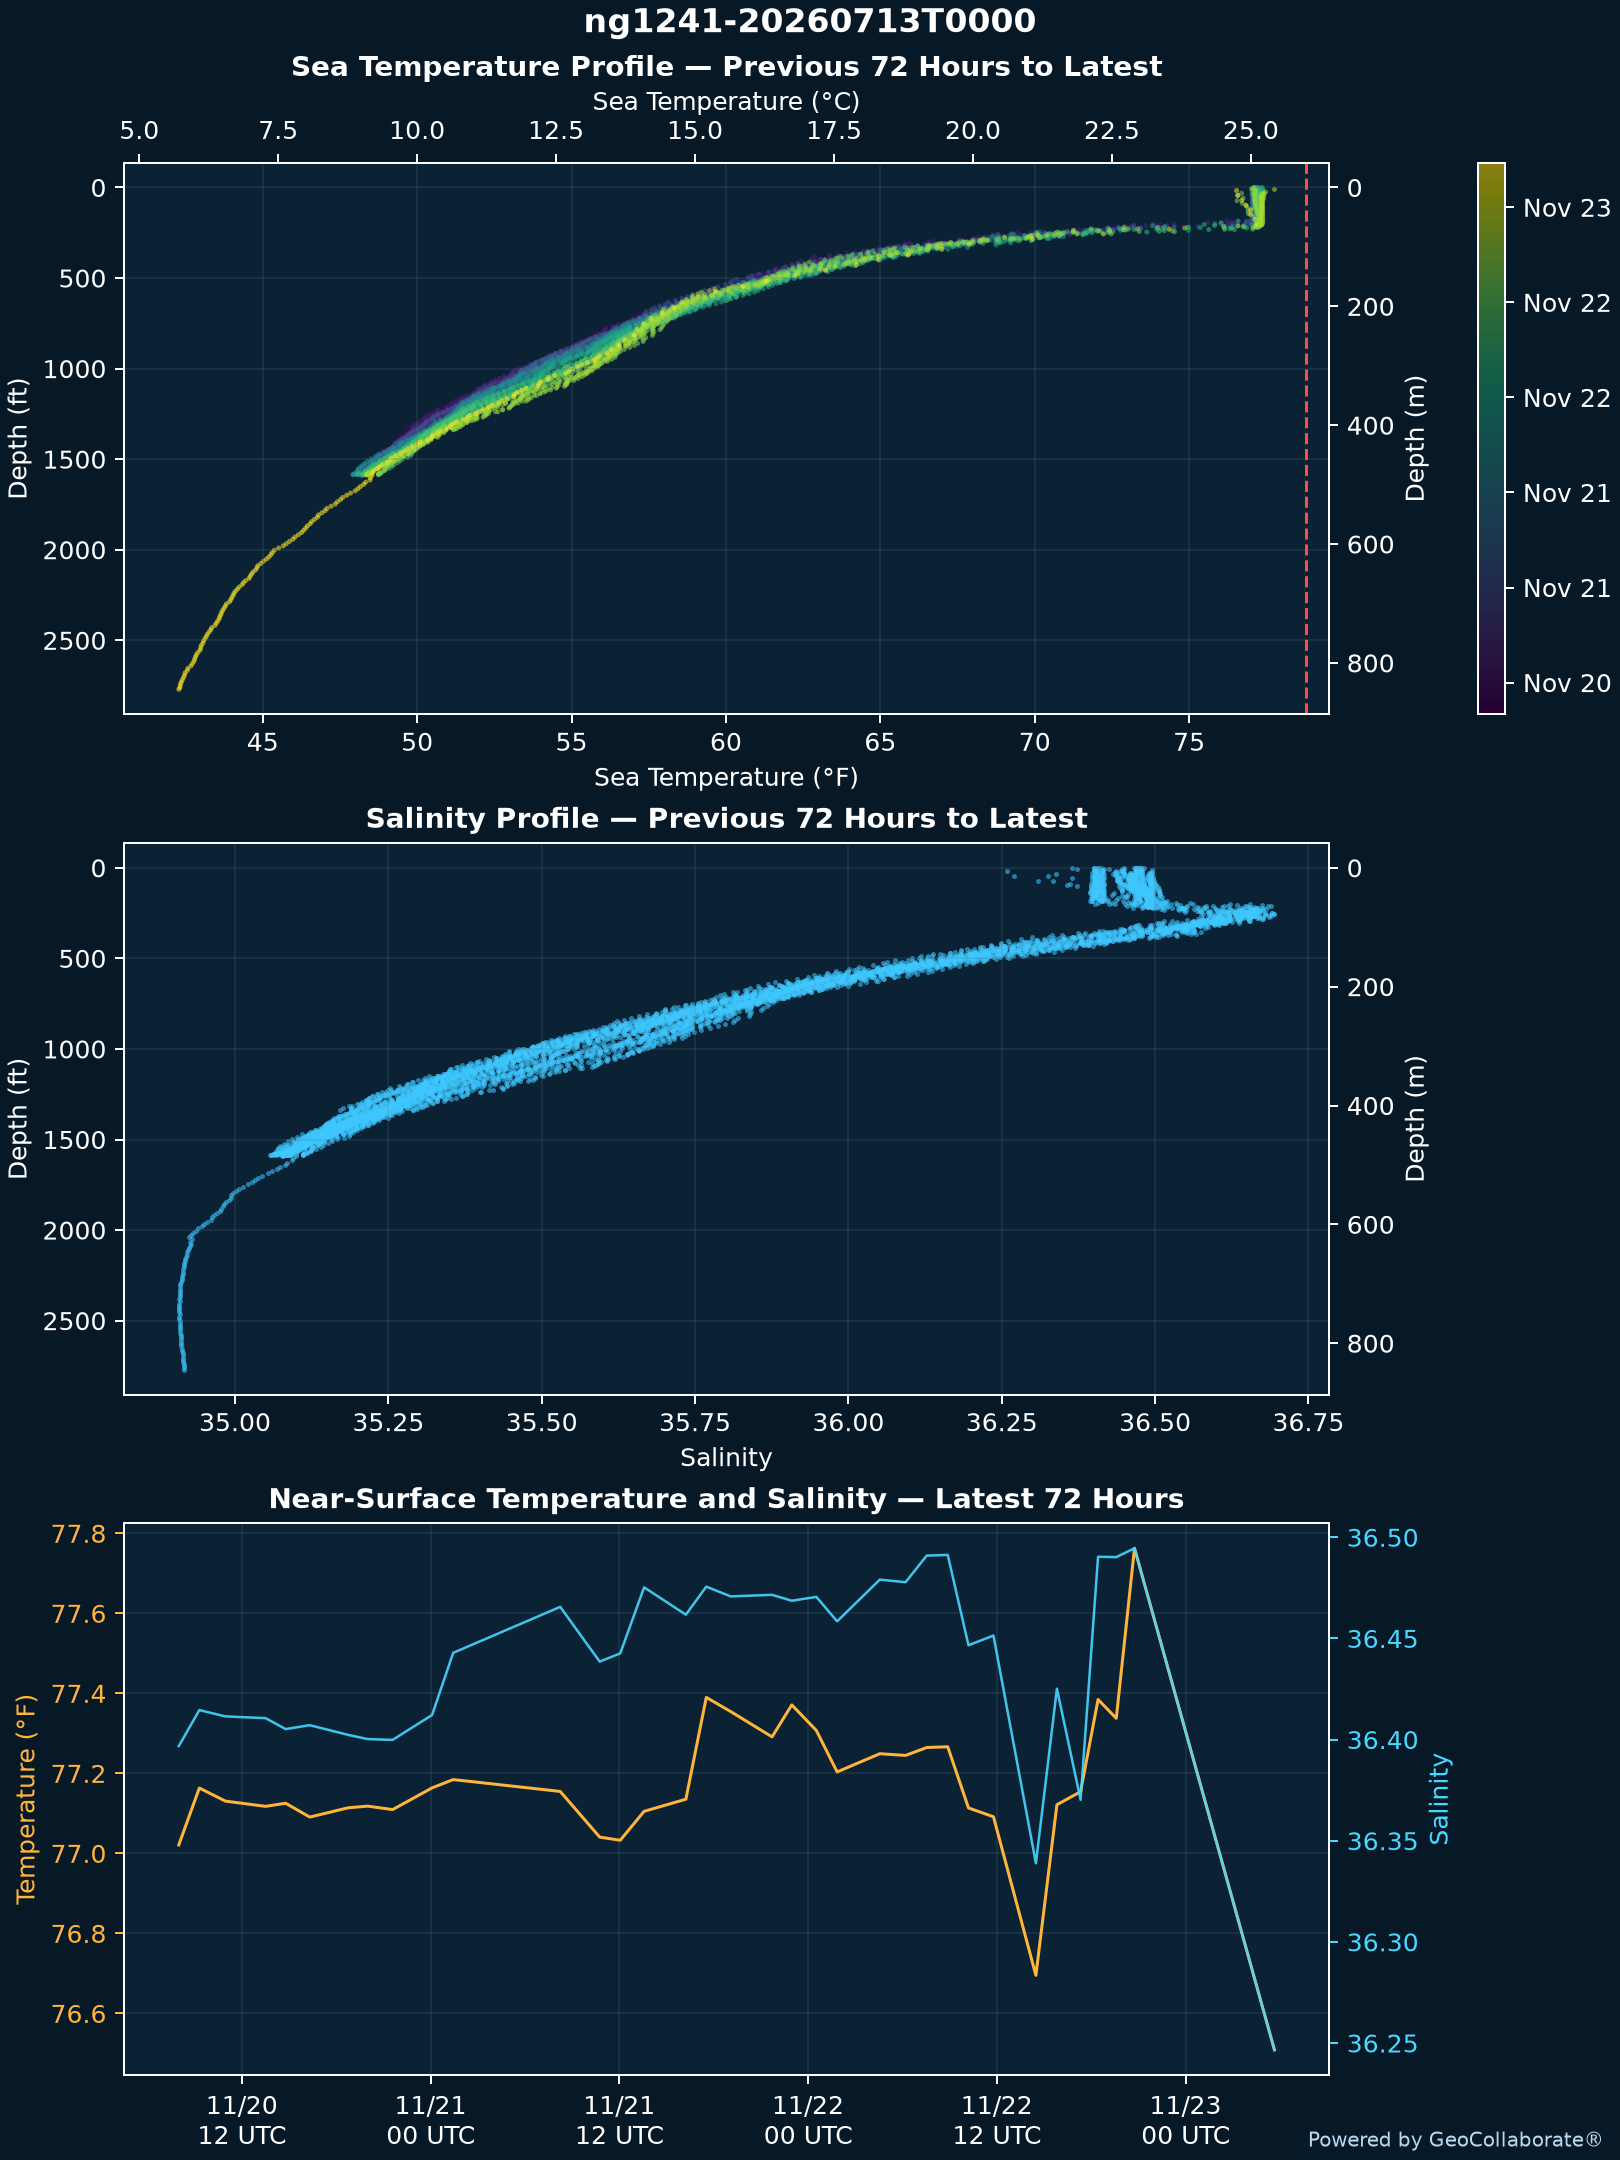 ng1241-20260713T0000
Sea Temperature Profile — Previous 72 Hours to Latest
Sea Temperature (°C)
5.0 7.5 10.0 12.5 15.0 17.5 20.0 22.5 25.0
0
500
1000
1500
2000
2500
Depth (ft)
0
200
400
600
800
Depth (m)
Nov 23
Nov 22
Nov 22
Nov 21
Nov 21
Nov 20
45 50 55 60 65 70 75
Sea Temperature (°F)
Salinity Profile — Previous 72 Hours to Latest
0
500
1000
1500
2000
2500
Depth (ft)
0
200
400
600
800
Depth (m)
35.00 35.25 35.50 35.75 36.00 36.25 36.50 36.75
Salinity
Near-Surface Temperature and Salinity — Latest 72 Hours
77.8
77.6
77.4
77.2
77.0
76.8
76.6
Temperature (°F)
36.50
36.45
36.40
36.35
36.30
36.25
Salinity
11/20 11/21 11/21 11/22 11/22 11/23
12 UTC 00 UTC 12 UTC 00 UTC 12 UTC 00 UTC
Powered by GeoCollaborate®